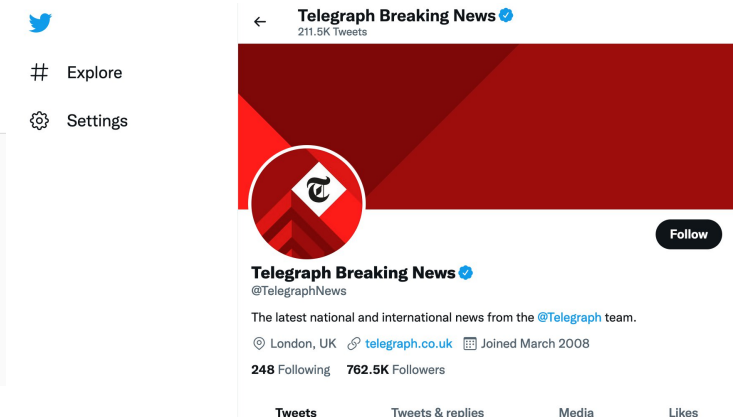 Telegraph Breaking News
211.5K Tweets
Explore
Settings
Follow
Telegraph Breaking News
@TelegraphNews
The latest national and international news from the @Telegraph team.
London, UK telegraph.co.uk Joined March 2008
248 Following 762.5K Followers
Tweets Tweets & replies Media Likes